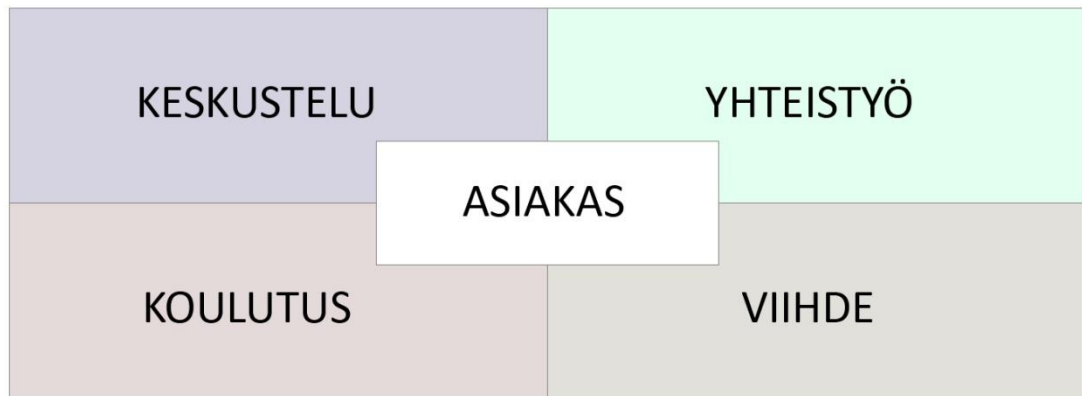 KESKUSTELU
YHTEISTYÖ
ASIAKAS
KOULUTUS
VIIHDE